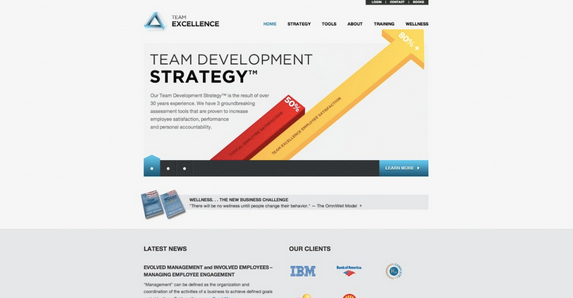 LOGIN | CONTACT | BOOKS
TEAM
EXCELLENCE
HOME STRATEGY TOOLS ABOUT TRAINING WELLNESS
80% +
TEAM DEVELOPMENT
STRATEGY™
Our Team Development Strategy™ is the result of over
30 years experience. We have 3 groundbreaking
assessment tools that are proven to increase
employee satisfaction, performance
and personal accountability.
50%
TEAM EXCELLENCE EMPLOYEE SATISFACTION
EMPLOYEE SATISFACTION
LEARN MORE
WELLNESS. . . THE NEW BUSINESS CHALLENGE
"There will be no wellness until people change their behavior." — The OmniWell Model
LATEST NEWS
OUR CLIENTS
EVOLVED MANAGEMENT and INVOLVED EMPLOYEES –
MANAGING EMPLOYEE ENGAGEMENT
IBM
Bank of America
"Management" can be defined as the organization and
coordination of the activities of a business to achieve defined goals